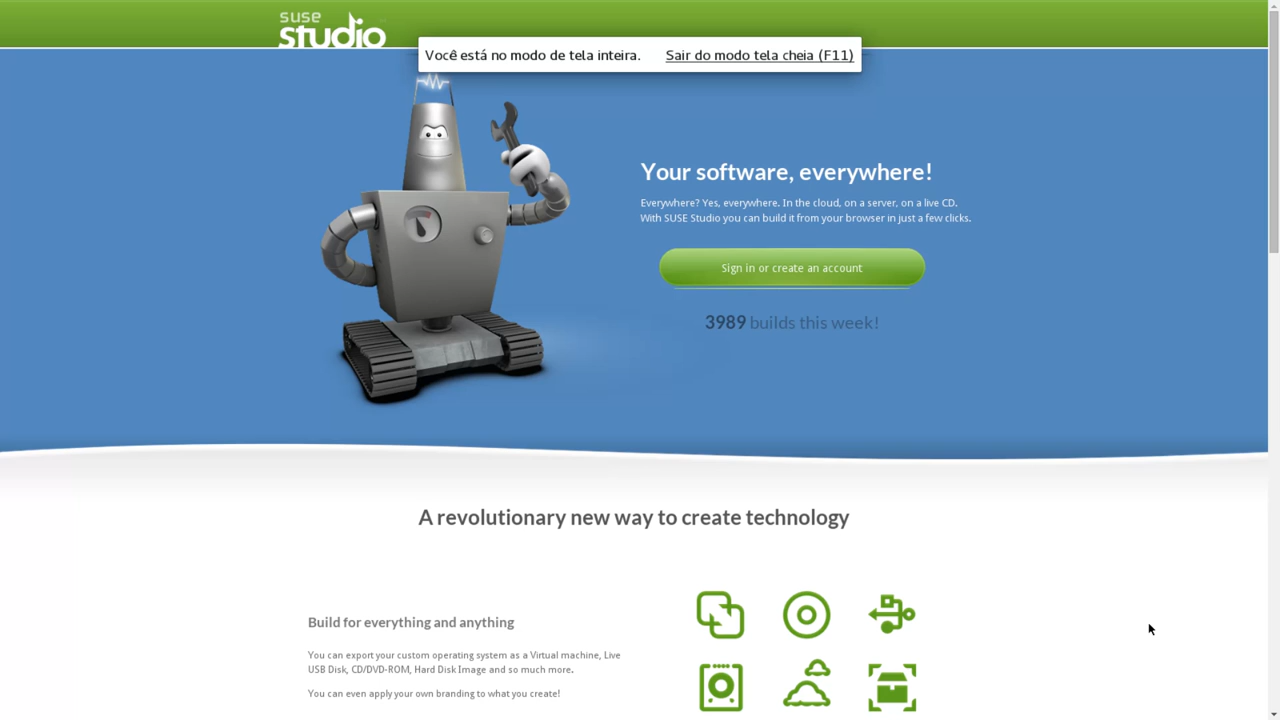 suse
studio
Você está no modo de tela inteira. Sair do modo tela cheia (F11)
Your software, everywhere!
Everywhere? Yes, everywhere. In the cloud, on a server, on a live CD.
With SUSE Studio you can build it from your browser in just a few clicks.
Sign in or create an account
3989 builds this week!
A revolutionary new way to create technology
Build for everything and anything
You can export your custom operating system as a Virtual machine, Live
USB Disk, CD/DVD-ROM, Hard Disk Image and so much more.
You can even apply your own branding to what you create!